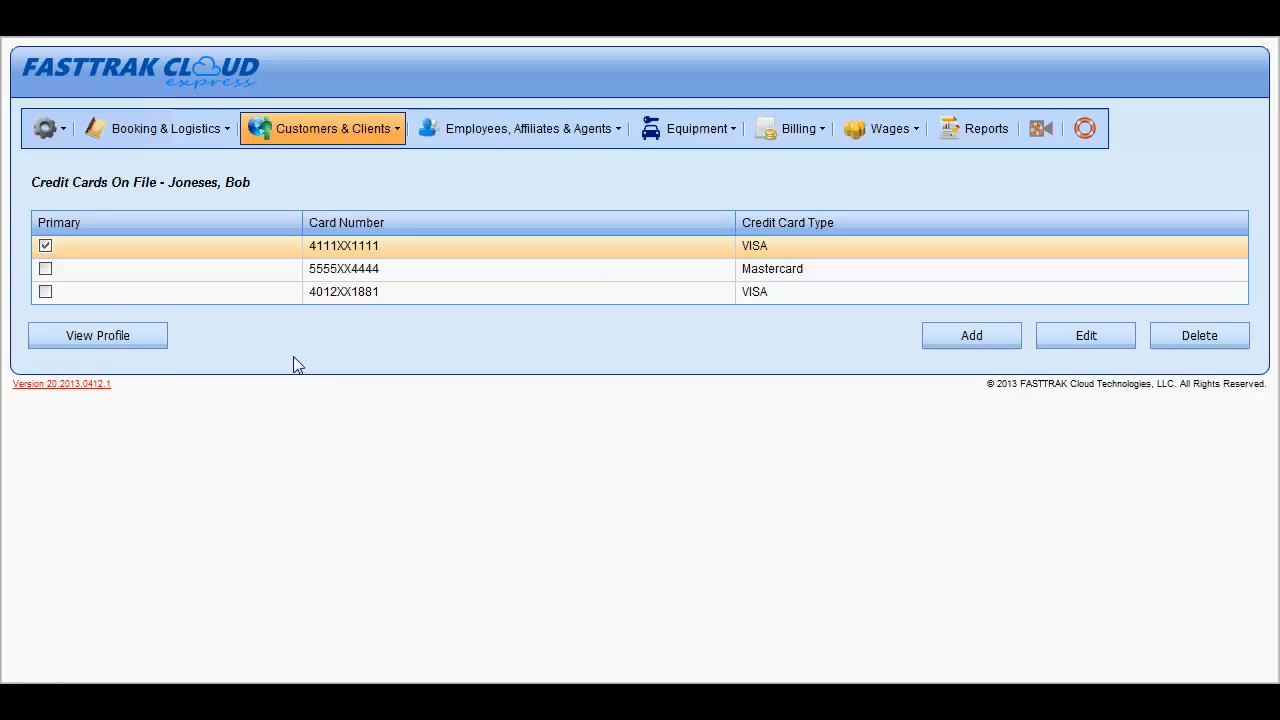 FASTTRAK CLOUD
express
Booking & Logistics Customers & Clients Employees, Affiliates & Agents Equipment Billing Wages Reports
Credit Cards On File - Joneses, Bob
Primary Card Number Credit Card Type
4111XX1111 VISA
5555XX4444 Mastercard
4012XX1881 VISA
View Profile Add Edit Delete
Version 20.2013.0412.1 © 2013 FASTTRAK Cloud Technologies, LLC. All Rights Reserved.